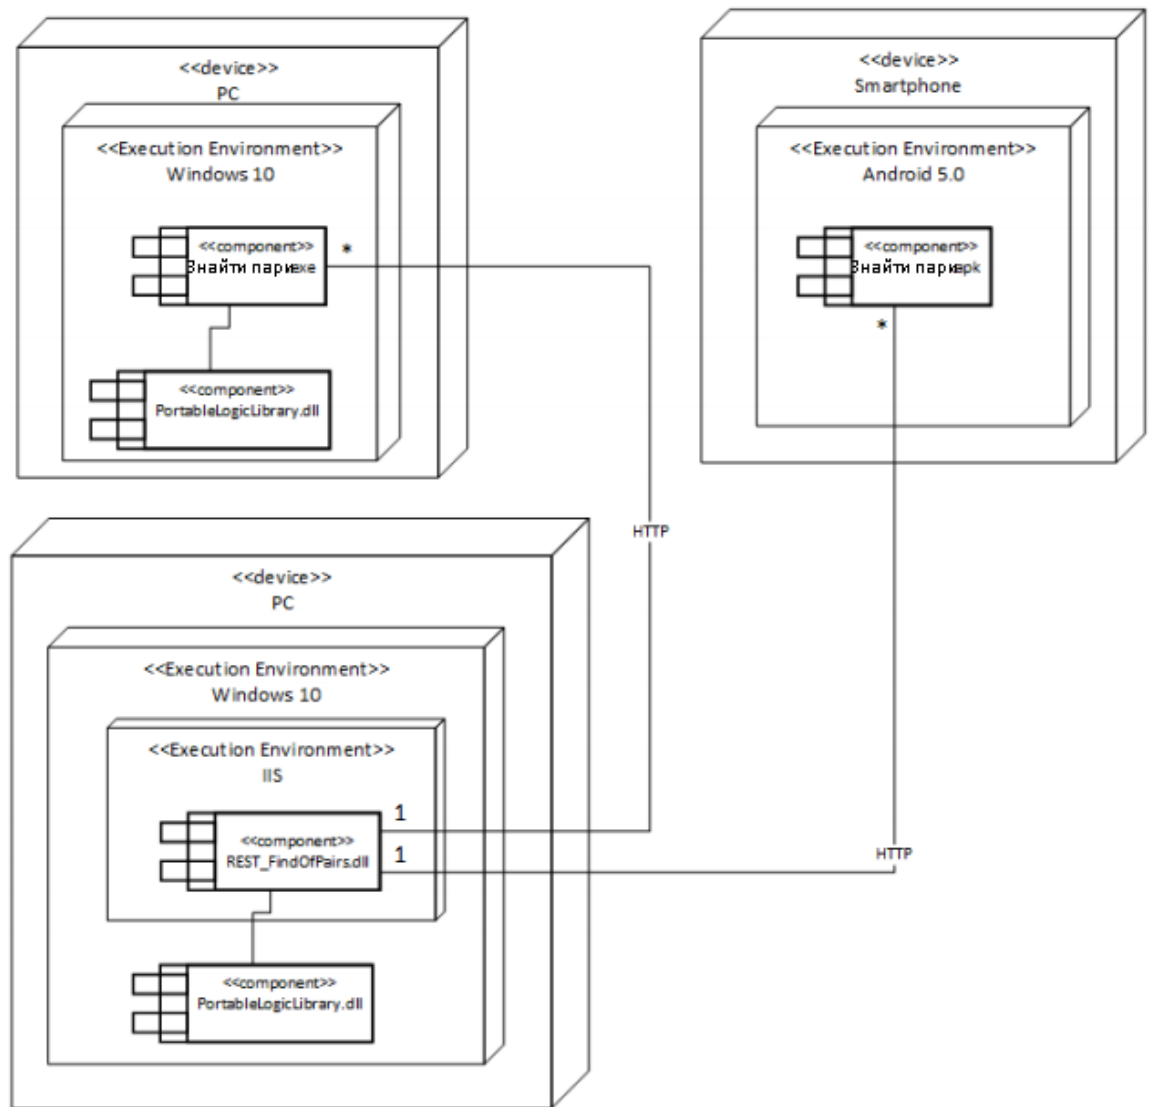 <<device>>
PC
<<Execution Environment>>
Windows 10
<<component>>
Знайти пари.exe
*
<<component>>
PortableLogicLibrary.dll
<<device>>
Smartphone
<<Execution Environment>>
Android 5.0
<<component>>
Знайти пари.apk
*
HTTP
<<device>>
PC
<<Execution Environment>>
Windows 10
<<Execution Environment>>
IIS
<<component>>
REST_FindOfPairs.dll
1
1
HTTP
<<component>>
PortableLogicLibrary.dll